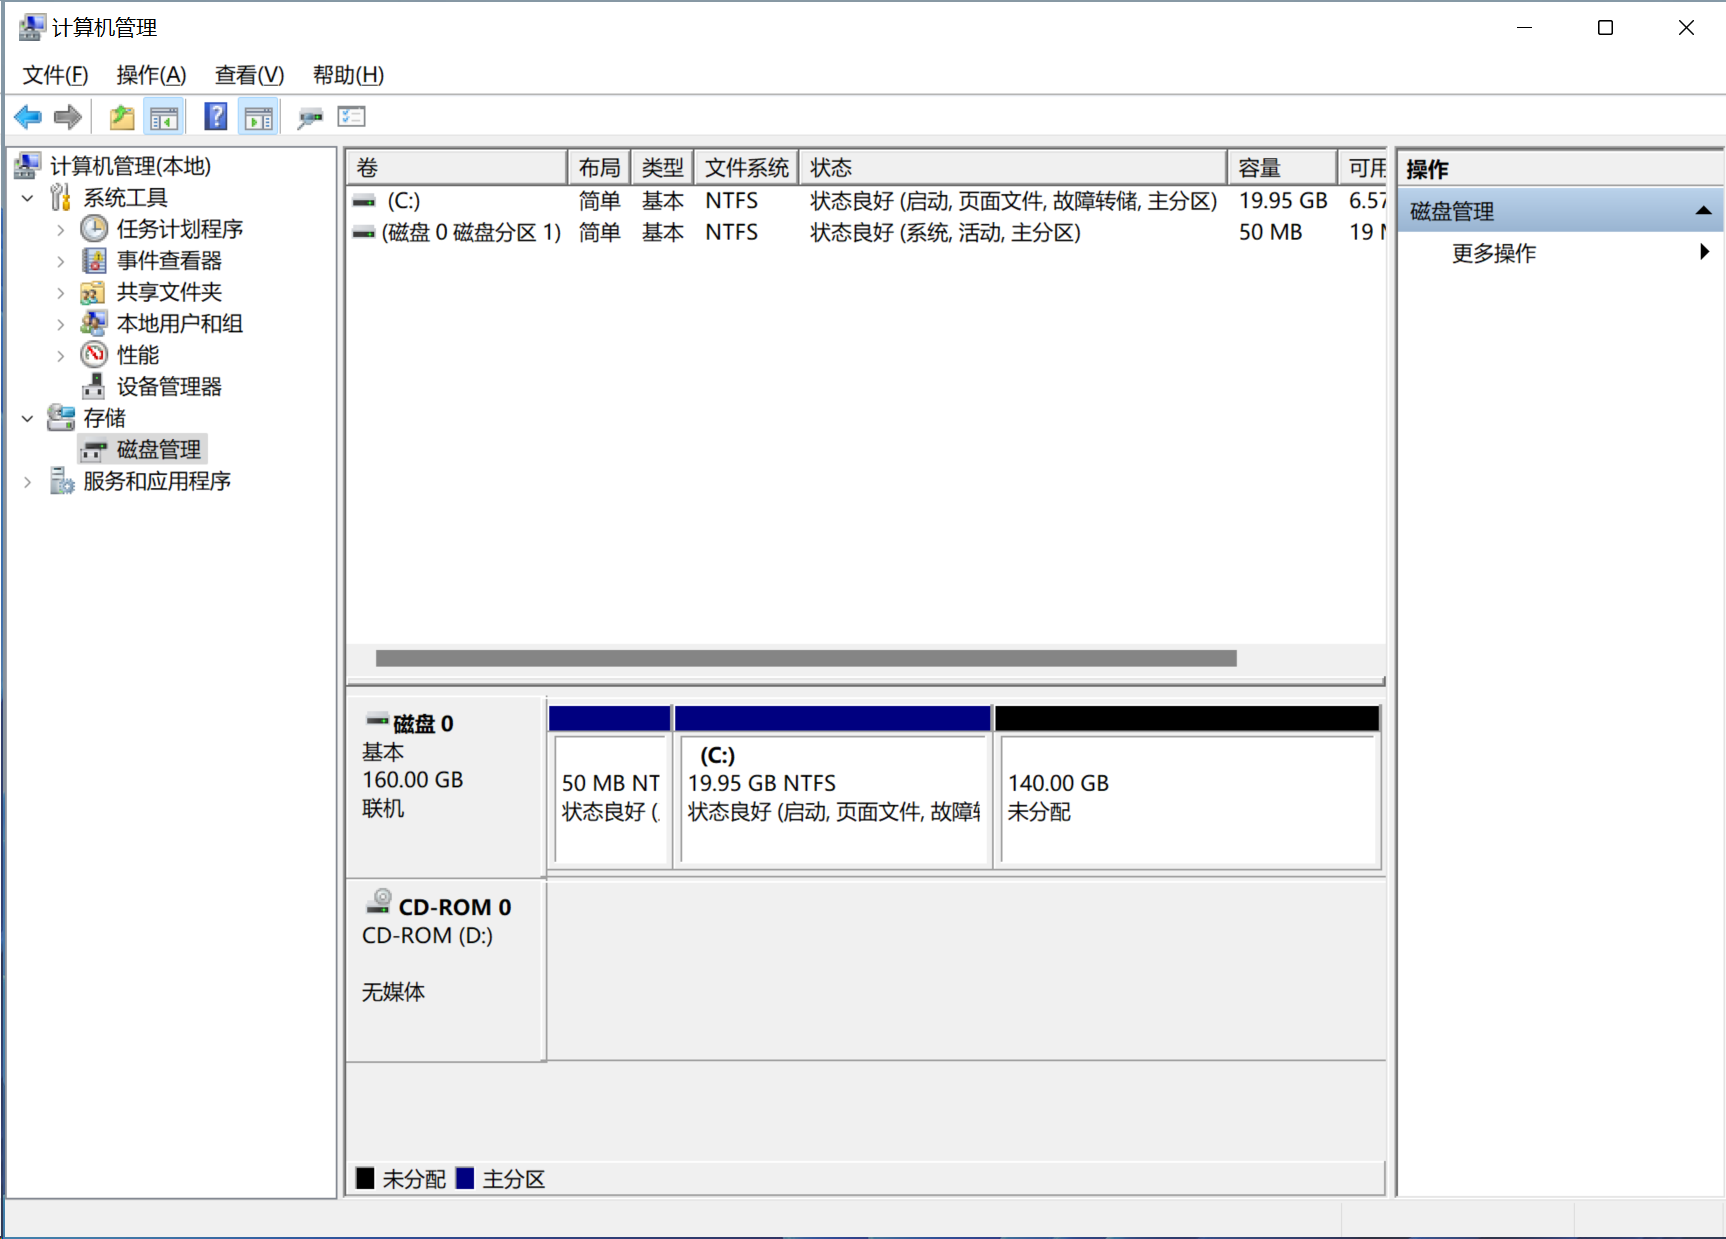 计算机管理
文件(F) 操作(A) 查看(V) 帮助(H)
计算机管理(本地)
系统工具
任务计划程序
事件查看器
共享文件夹
本地用户和组
性能
设备管理器
存储
磁盘管理
服务和应用程序
卷 布局 类型 文件系统 状态 容量 可用
(C:) 简单 基本 NTFS 状态良好 (启动, 页面文件, 故障转储, 主分区) 19.95 GB 6.57
(磁盘 0 磁盘分区 1) 简单 基本 NTFS 状态良好 (系统, 活动, 主分区) 50 MB 19
磁盘 0
基本
160.00 GB
联机
50 MB NT
状态良好 (
(C:)
19.95 GB NTFS
状态良好 (启动, 页面文件, 故障
140.00 GB
未分配
CD-ROM 0
CD-ROM (D:)
无媒体
未分配 主分区
操作
磁盘管理
更多操作